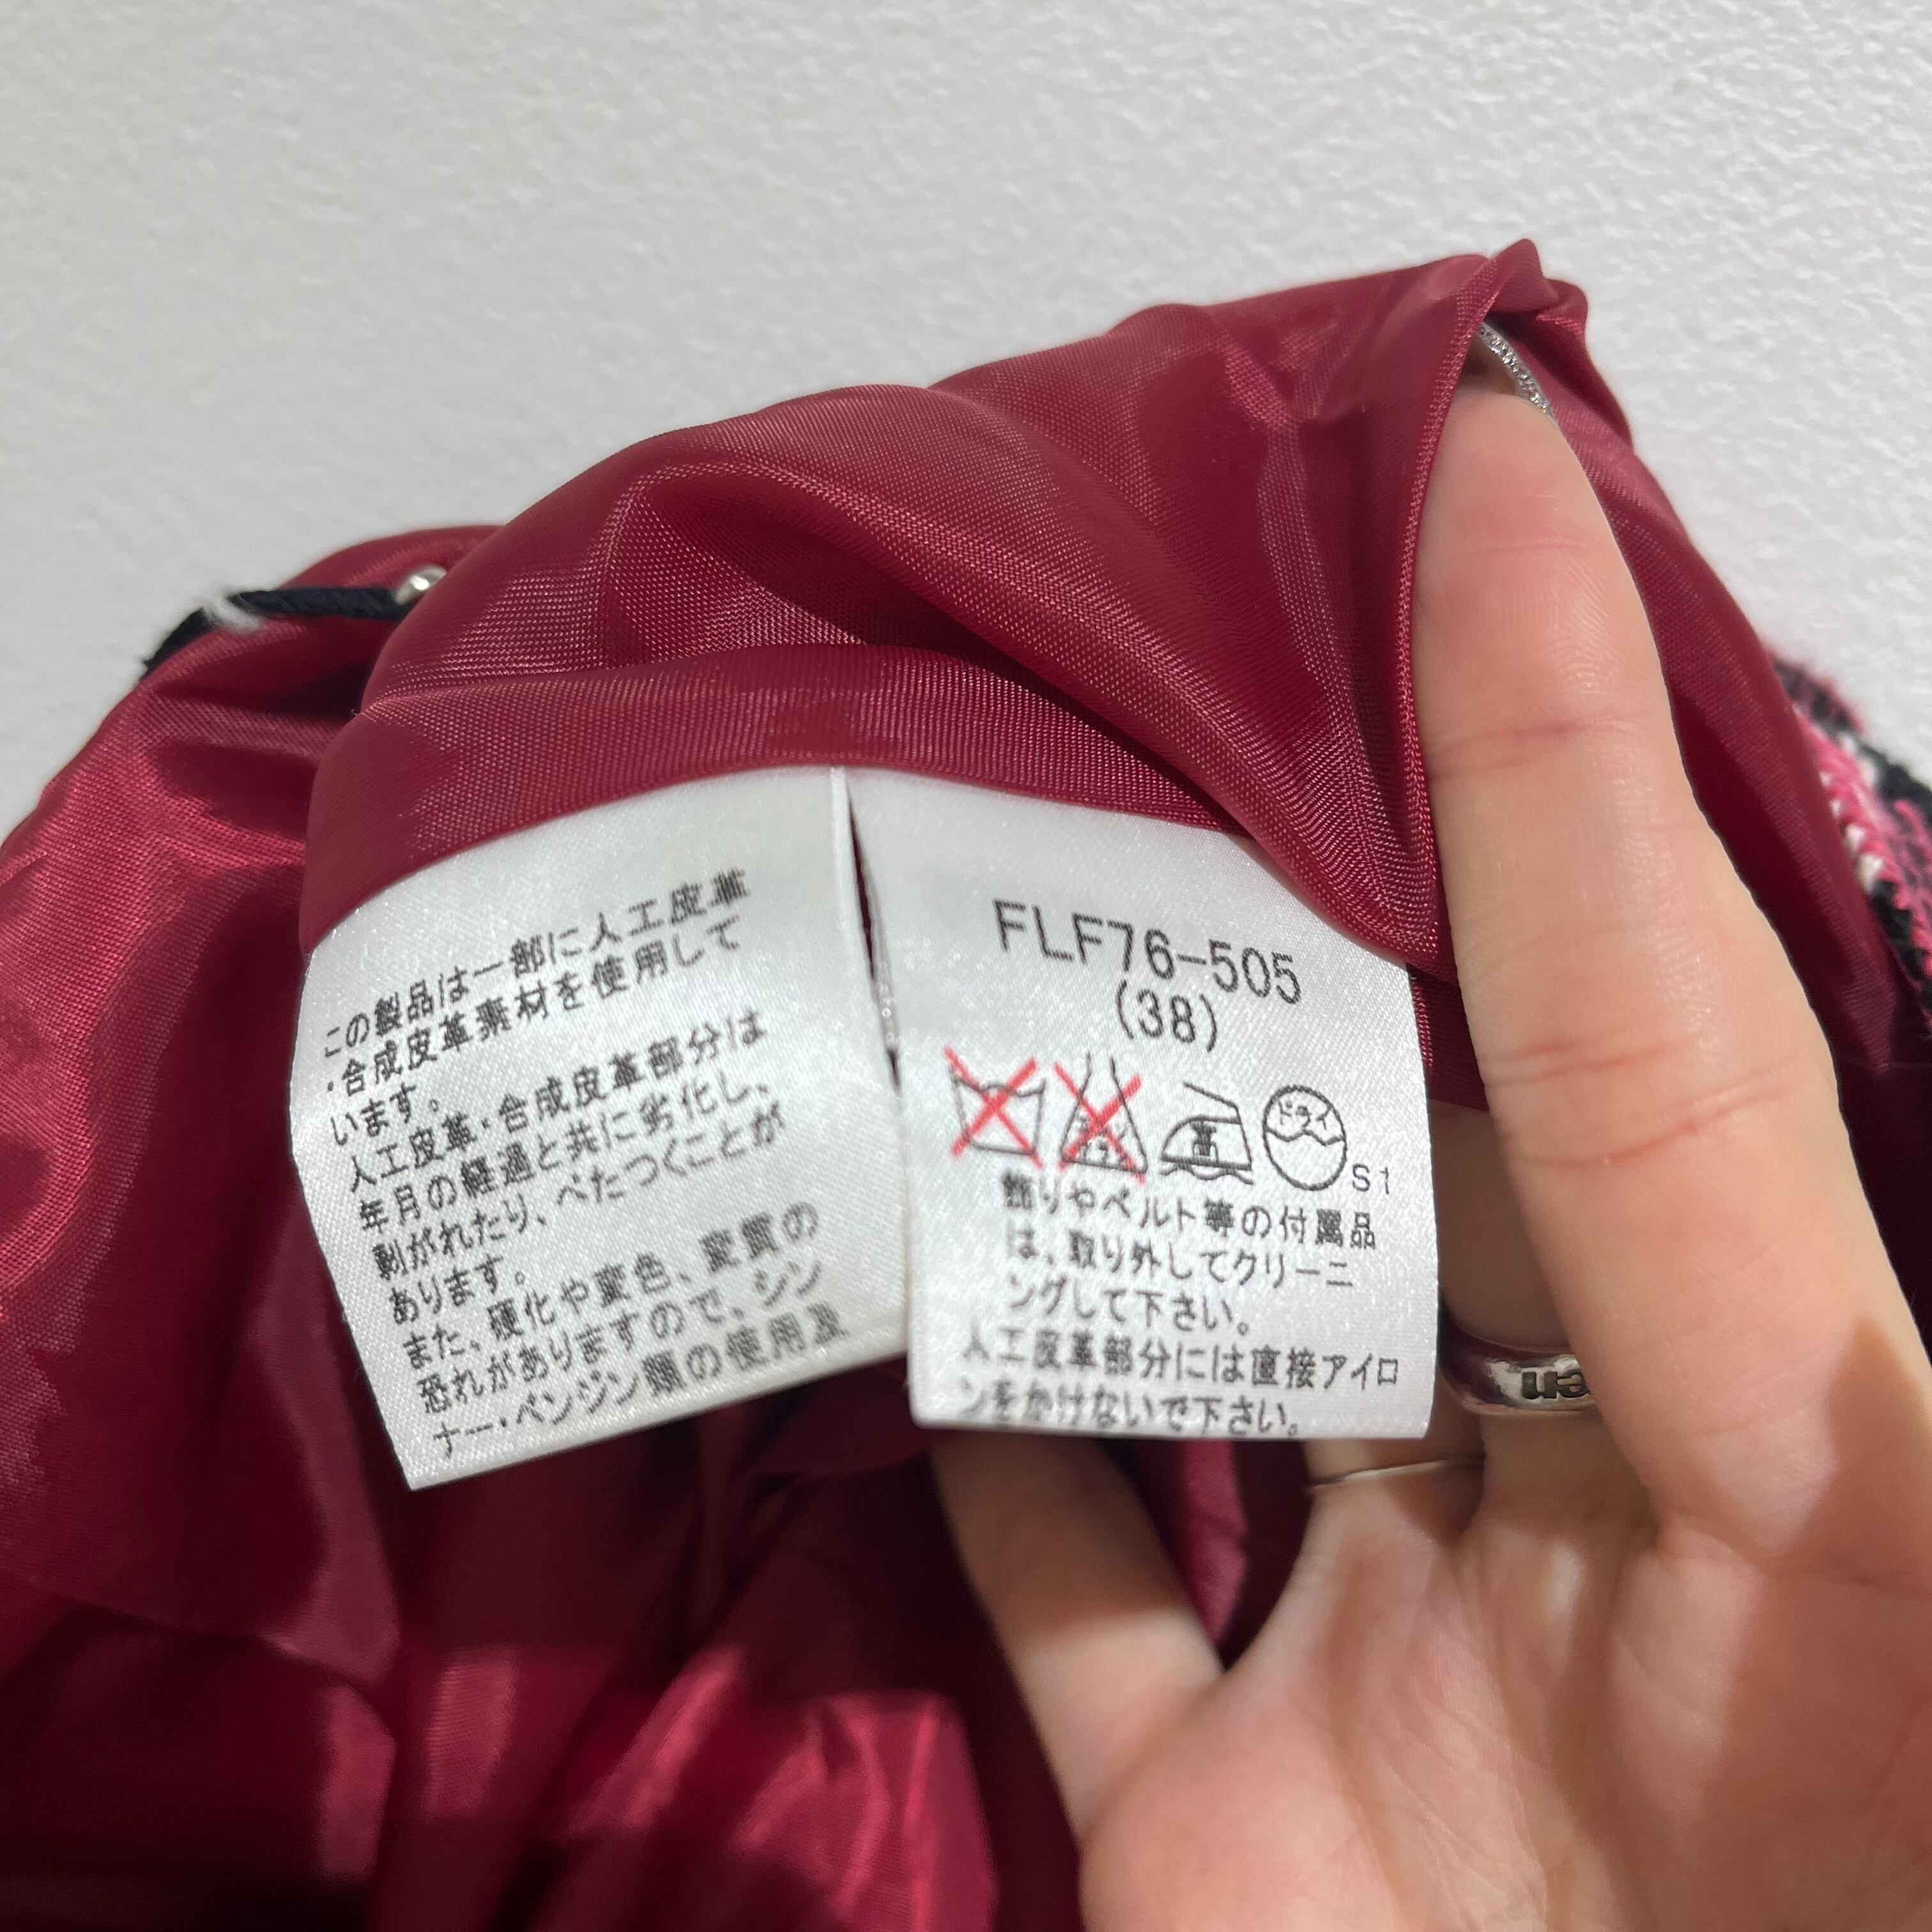 この製品は一部に人工皮革
・合成皮革素材を使用して
います。
人工皮革・合成皮革部分は
年月の経過と共に劣化し、
剥がれたり、べたつくことが
あります。
また、硬化や変色、変質の
恐れがありますので、シン
ナー・ベンジン類の使用及
FLF76-505
(38)
高
ドライ
S1
飾りやベルト等の付属品
は、取り外してクリーニ
ングして下さい。
人工皮革部分には直接アイロ
ンをかけないで下さい。
en